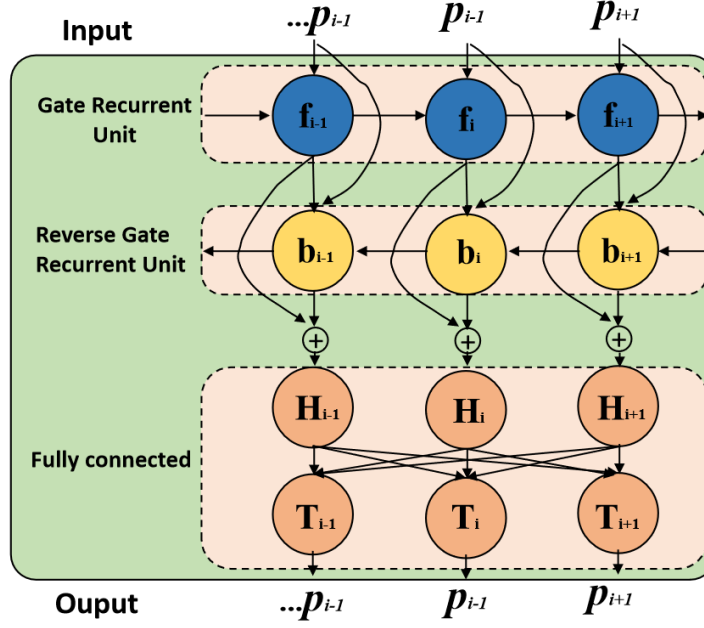 Input ...pi-1 pi-1 pi+1
Gate Recurrent
Unit
fi-1 fi fi+1
Reverse Gate
Recurrent Unit
bi-1 bi bi+1
+ + +
Hi-1 Hi Hi+1
Fully connected
Ti-1 Ti Ti+1
Ouput ...pi-1 pi-1 pi+1